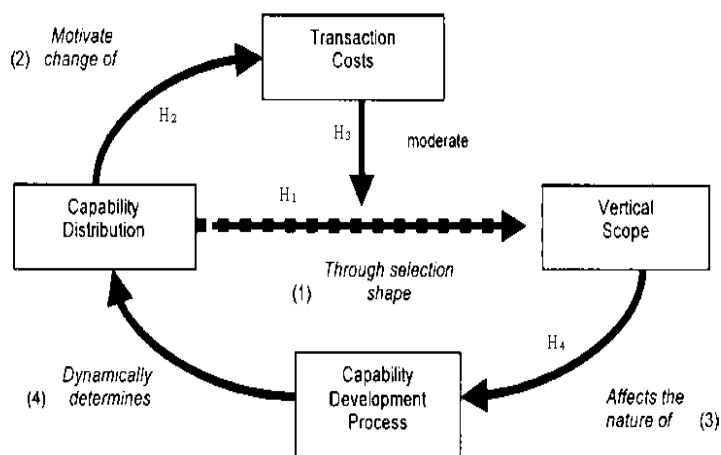 Motivate
(2) change of
Transaction
Costs
H₂
H₃
moderate
Capability
Distribution
H₁
Vertical
Scope
Through selection
(1) shape
H₄
Dynamically
(4) determines
Capability
Development
Process
Affects the
nature of (3)